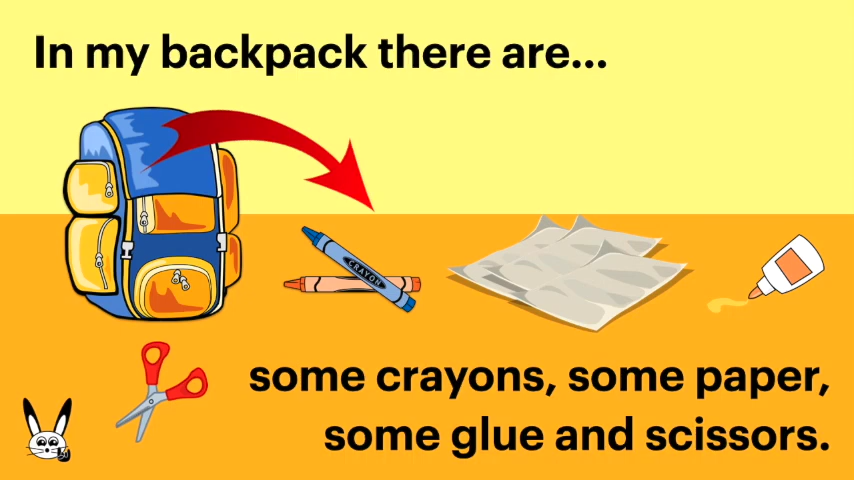 In my backpack there are...
CRAYON
some crayons, some paper,
some glue and scissors.